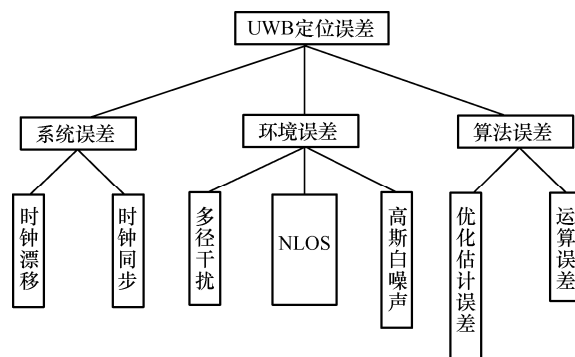 UWB定位误差
系统误差
环境误差
算法误差
时钟漂移
时钟同步
多径干扰
NLOS
高斯白噪声
优化估计误差
运算误差